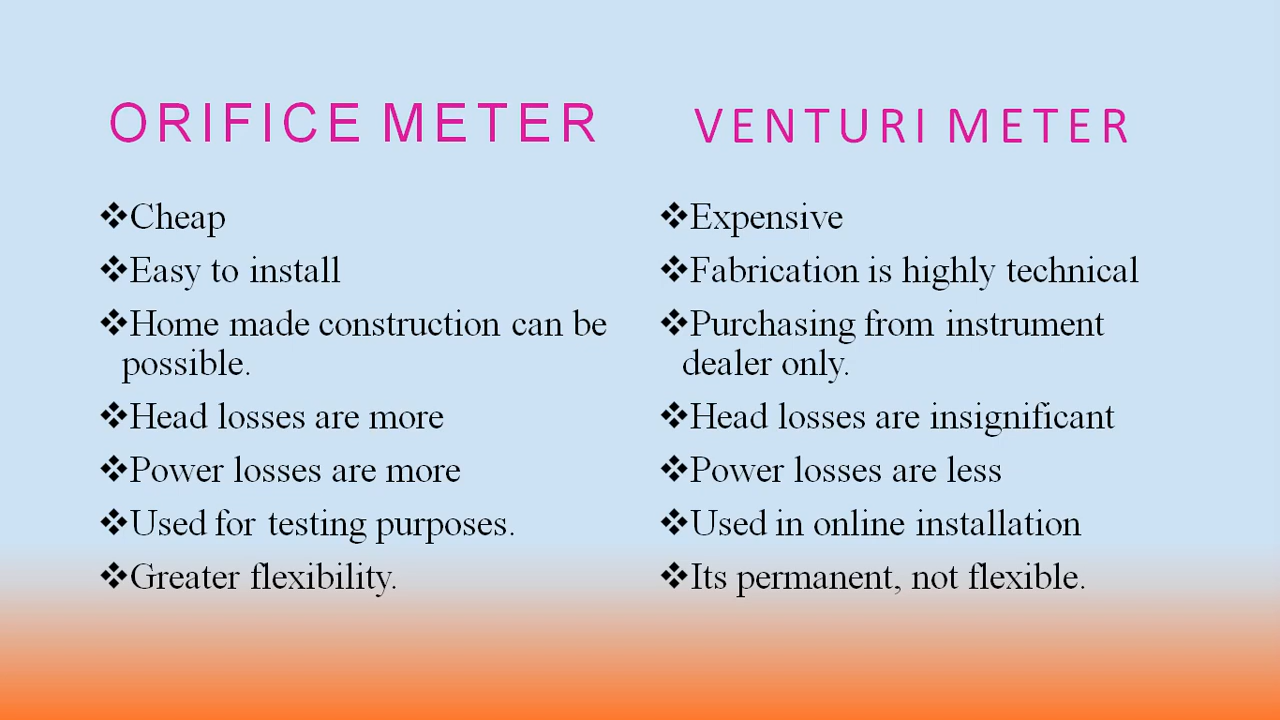 ORIFICE METER
❖Cheap
❖Easy to install
❖Home made construction can be
possible.
❖Head losses are more
❖Power losses are more
❖Used for testing purposes.
❖Greater flexibility.
VENTURI METER
❖Expensive
❖Fabrication is highly technical
❖Purchasing from instrument
dealer only.
❖Head losses are insignificant
❖Power losses are less
❖Used in online installation
❖Its permanent, not flexible.